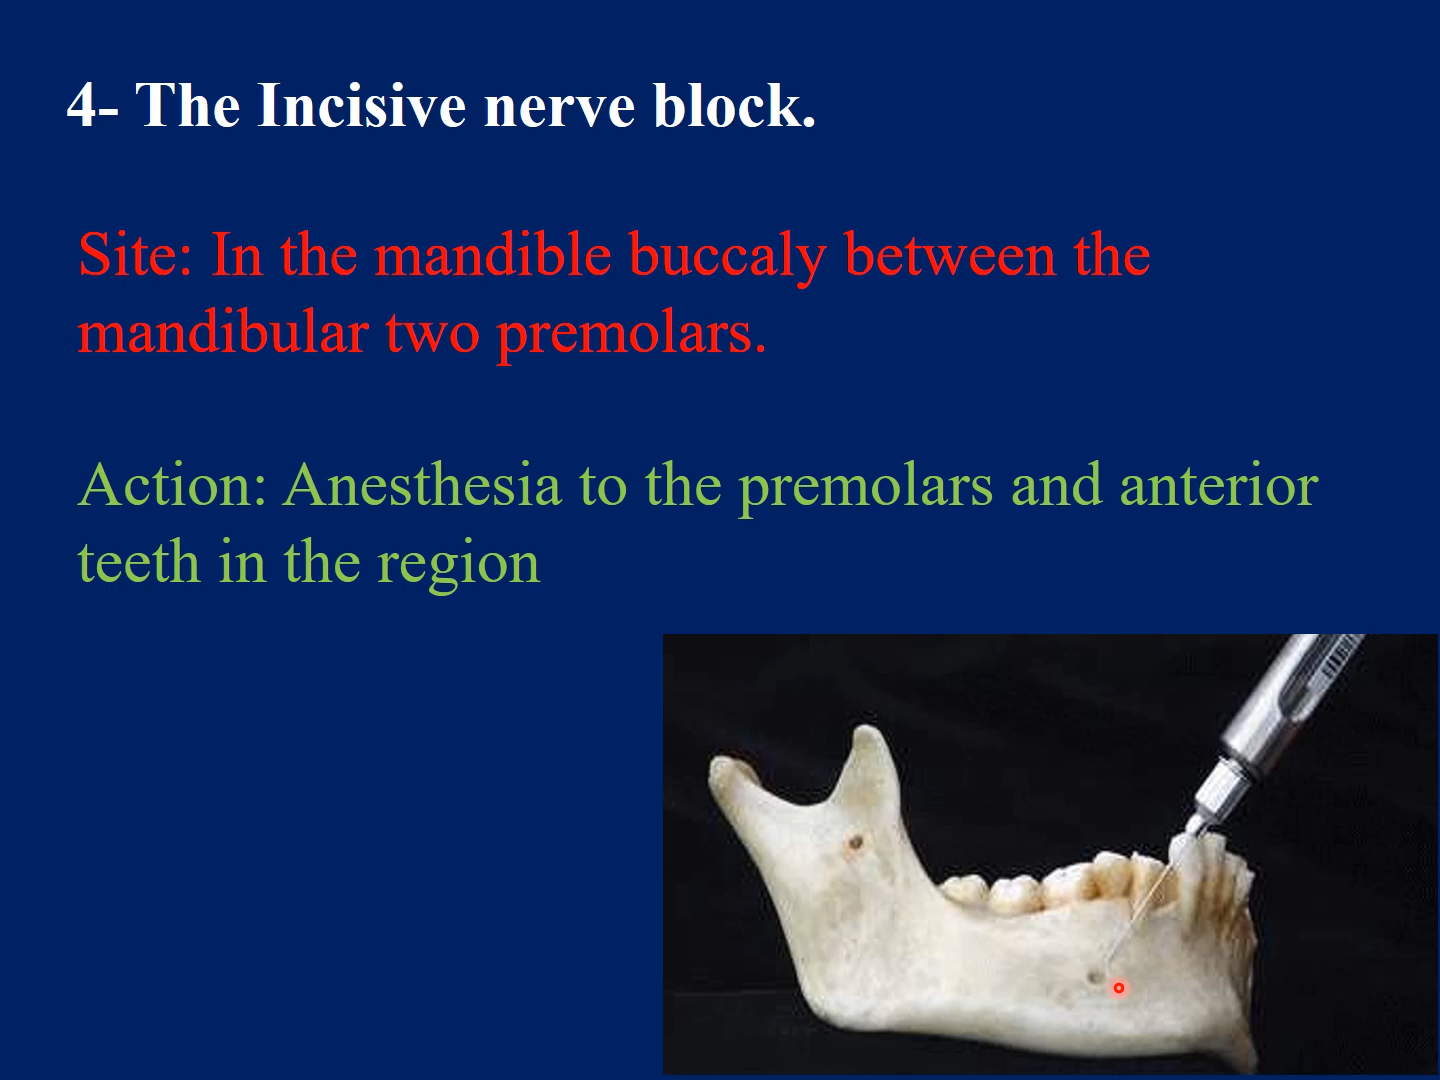 4- The Incisive nerve block.
Site: In the mandible buccaly between the
mandibular two premolars.
Action: Anesthesia to the premolars and anterior
teeth in the region